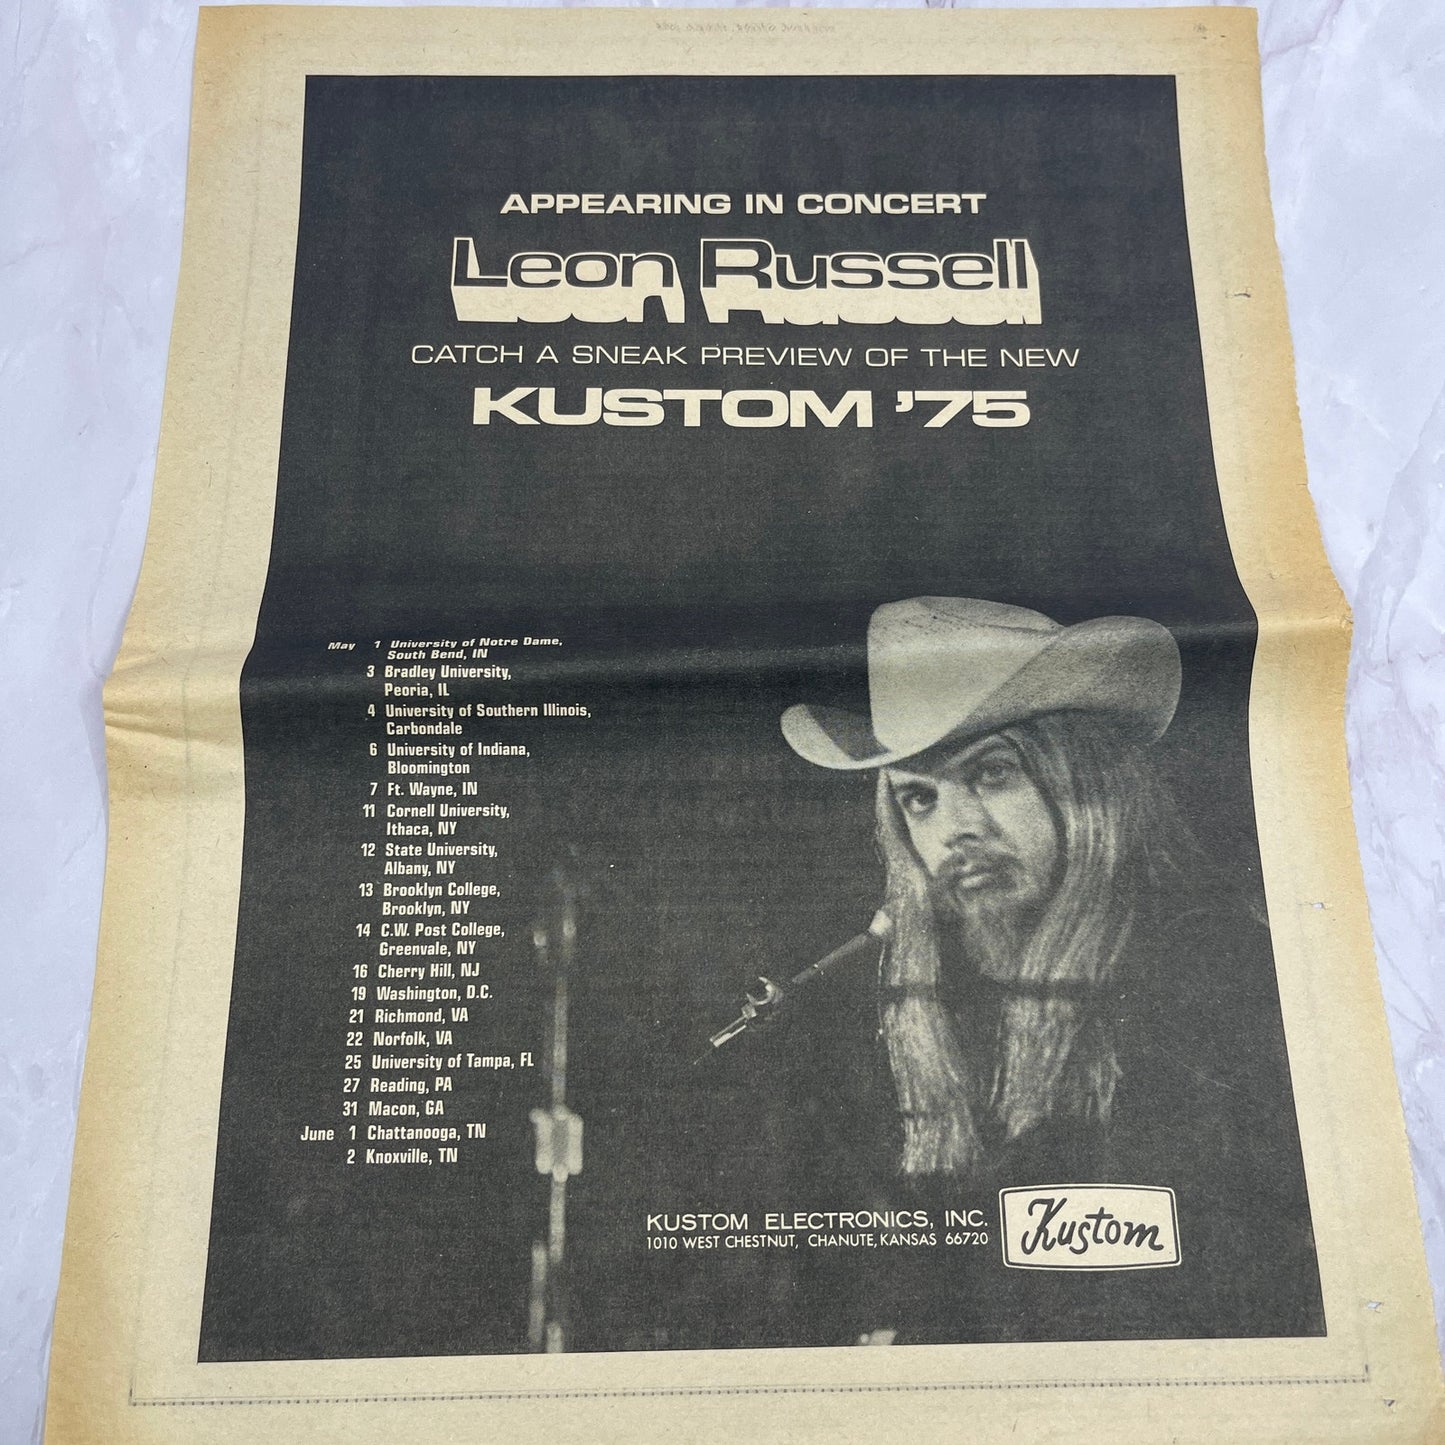 APPEARING IN CONCERT
Leon Russell
CATCH A SNEAK PREVIEW OF THE NEW
KUSTOM '75
May 1 University of Notre Dame,
South Bend, IN
3 Bradley University,
Peoria, IL
4 University of Southern Illinois,
Carbondale
6 University of Indiana,
Bloomington
7 Ft. Wayne, IN
11 Cornell University,
Ithaca, NY
12 State University,
Albany, NY
13 Brooklyn College,
Brooklyn, NY
14 C.W. Post College,
Greenvale, NY
16 Cherry Hill, NJ
19 Washington, D.C.
21 Richmond, VA
22 Norfolk, VA
25 University of Tampa, FL
27 Reading, PA
31 Macon, GA
June 1 Chattanooga, TN
2 Knoxville, TN
KUSTOM ELECTRONICS, INC.
1010 WEST CHESTNUT, CHANUTE, KANSAS 66720
Kustom